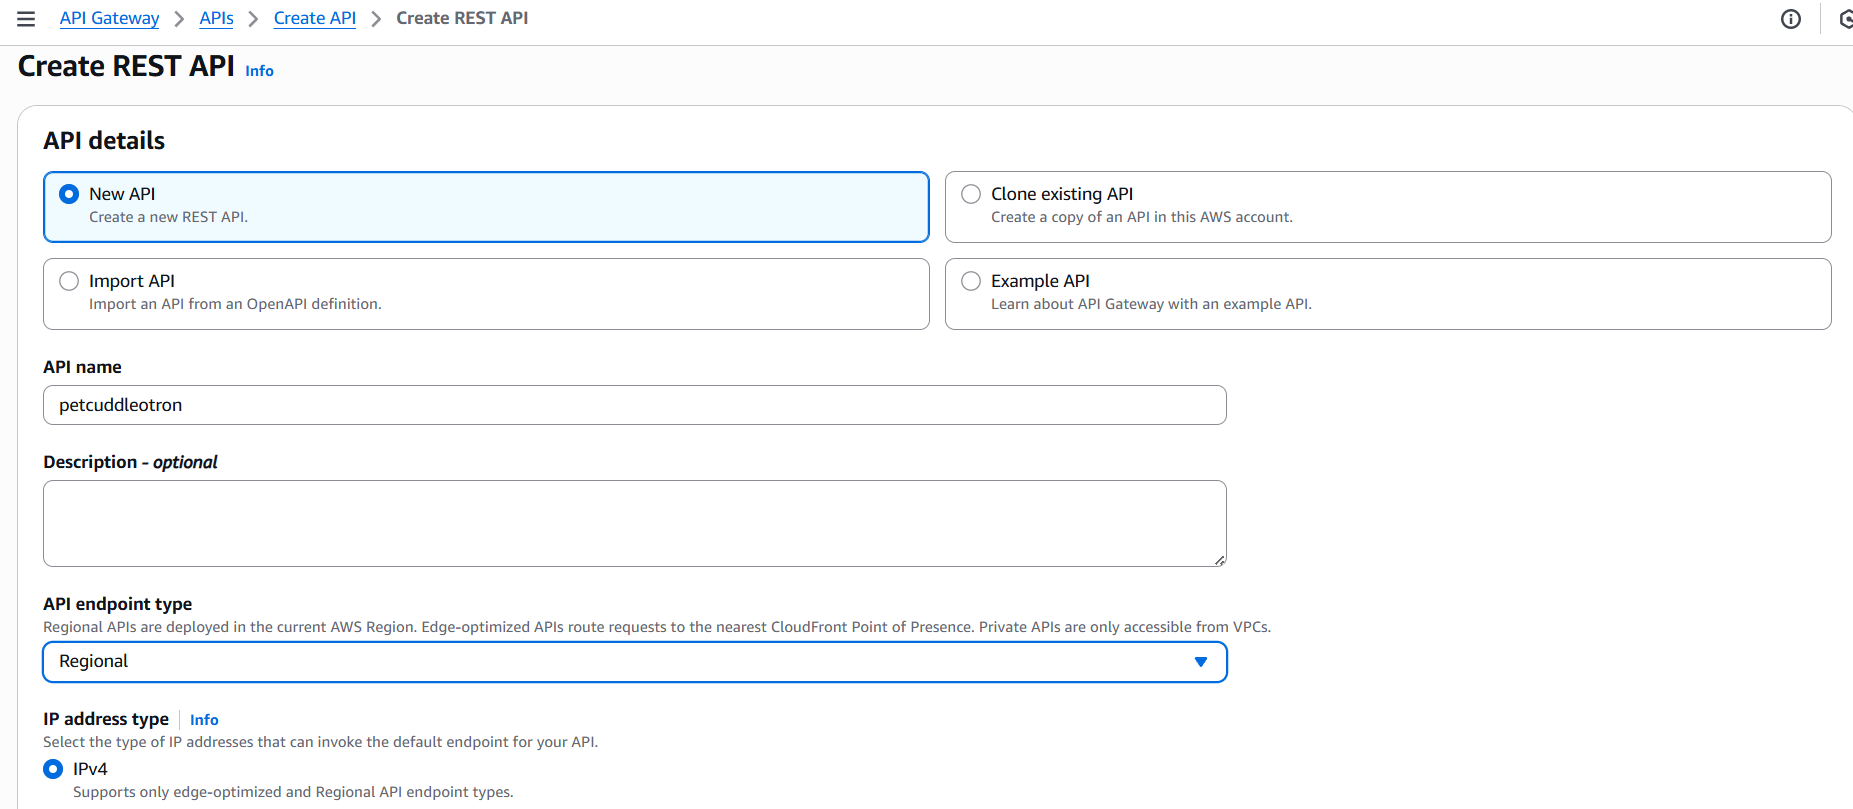 API Gateway > APIs > Create API > Create REST API
Create REST API Info
API details
New API
Create a new REST API.
Clone existing API
Create a copy of an API in this AWS account.
Import API
Import an API from an OpenAPI definition.
Example API
Learn about API Gateway with an example API.
API name
petcuddleotron
Description - optional
API endpoint type
Regional APIs are deployed in the current AWS Region. Edge-optimized APIs route requests to the nearest CloudFront Point of Presence. Private APIs are only accessible from VPCs.
Regional
IP address type Info
Select the type of IP addresses that can invoke the default endpoint for your API.
IPv4
Supports only edge-optimized and Regional API endpoint types.